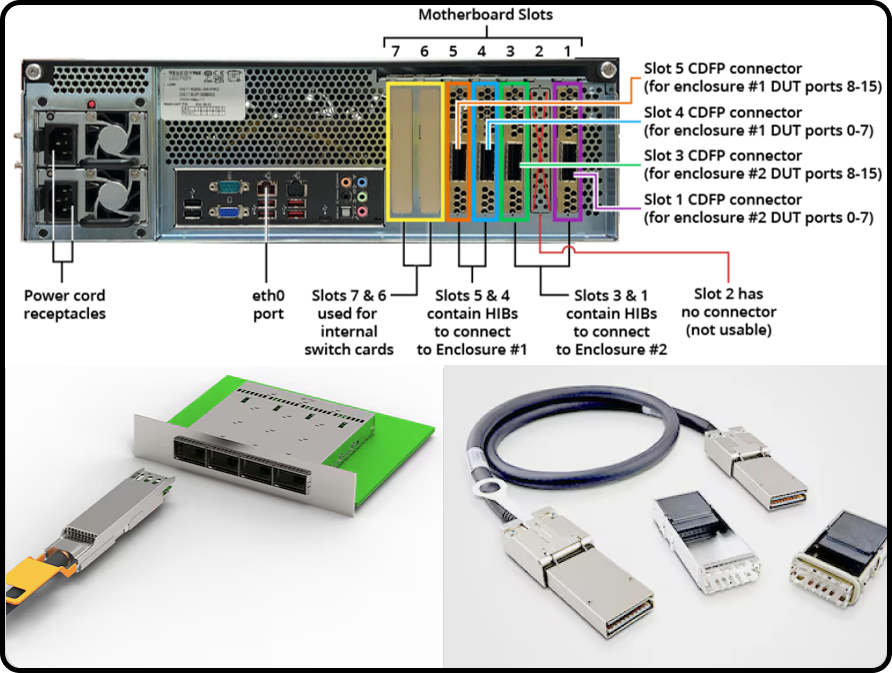 Motherboard Slots
7 6 5 4 3 2 1
Slot 5 CDFP connector
(for enclosure #1 DUT ports 8-15)
Slot 4 CDFP connector
(for enclosure #1 DUT ports 0-7)
Slot 3 CDFP connector
(for enclosure #2 DUT ports 8-15)
Slot 1 CDFP connector
(for enclosure #2 DUT ports 0-7)
Power cord
receptacles
eth0
port
Slots 7 & 6
used for
internal
switch cards
Slots 5 & 4
contain HIBs
to connect
to Enclosure #1
Slots 3 & 1
contain HIBs
to connect
to Enclosure #2
Slot 2 has
no connector
(not usable)